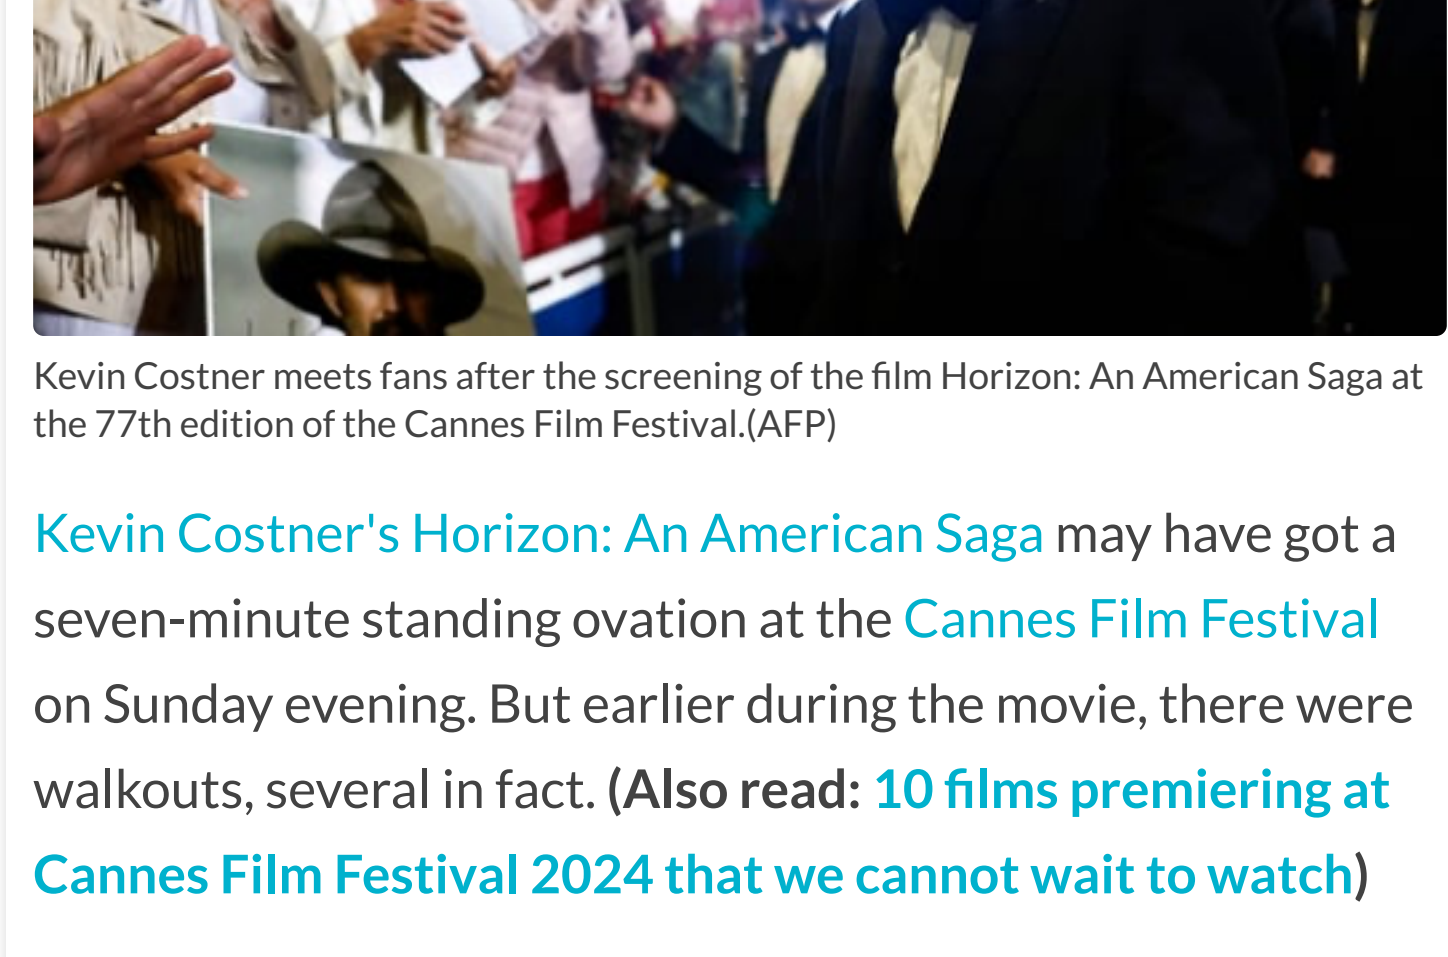 Kevin Costner meets fans after the screening of the film Horizon: An American Saga at
the 77th edition of the Cannes Film Festival.(AFP)
Kevin Costner's Horizon: An American Saga may have got a
seven-minute standing ovation at the Cannes Film Festival
on Sunday evening. But earlier during the movie, there were
walkouts, several in fact. (Also read: 10 films premiering at
Cannes Film Festival 2024 that we cannot wait to watch)